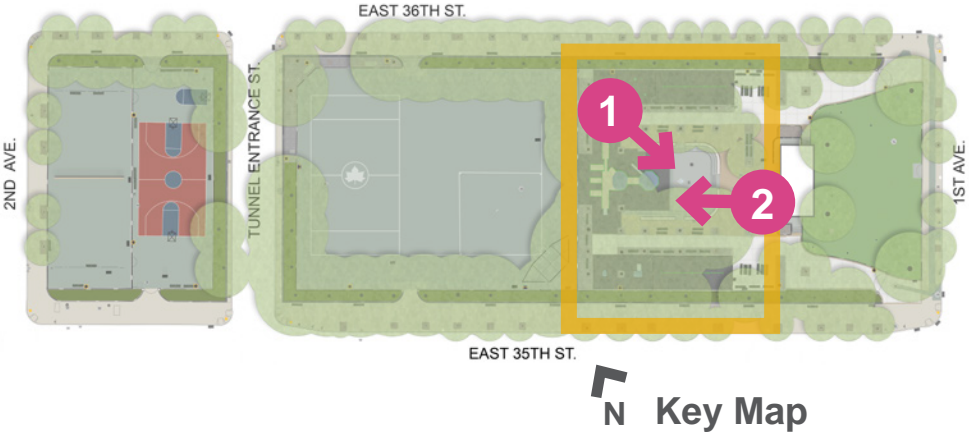 EAST 36TH ST.
2ND AVE.
TUNNEL ENTRANCE ST.
1
2
1ST AVE.
EAST 35TH ST.
N Key Map